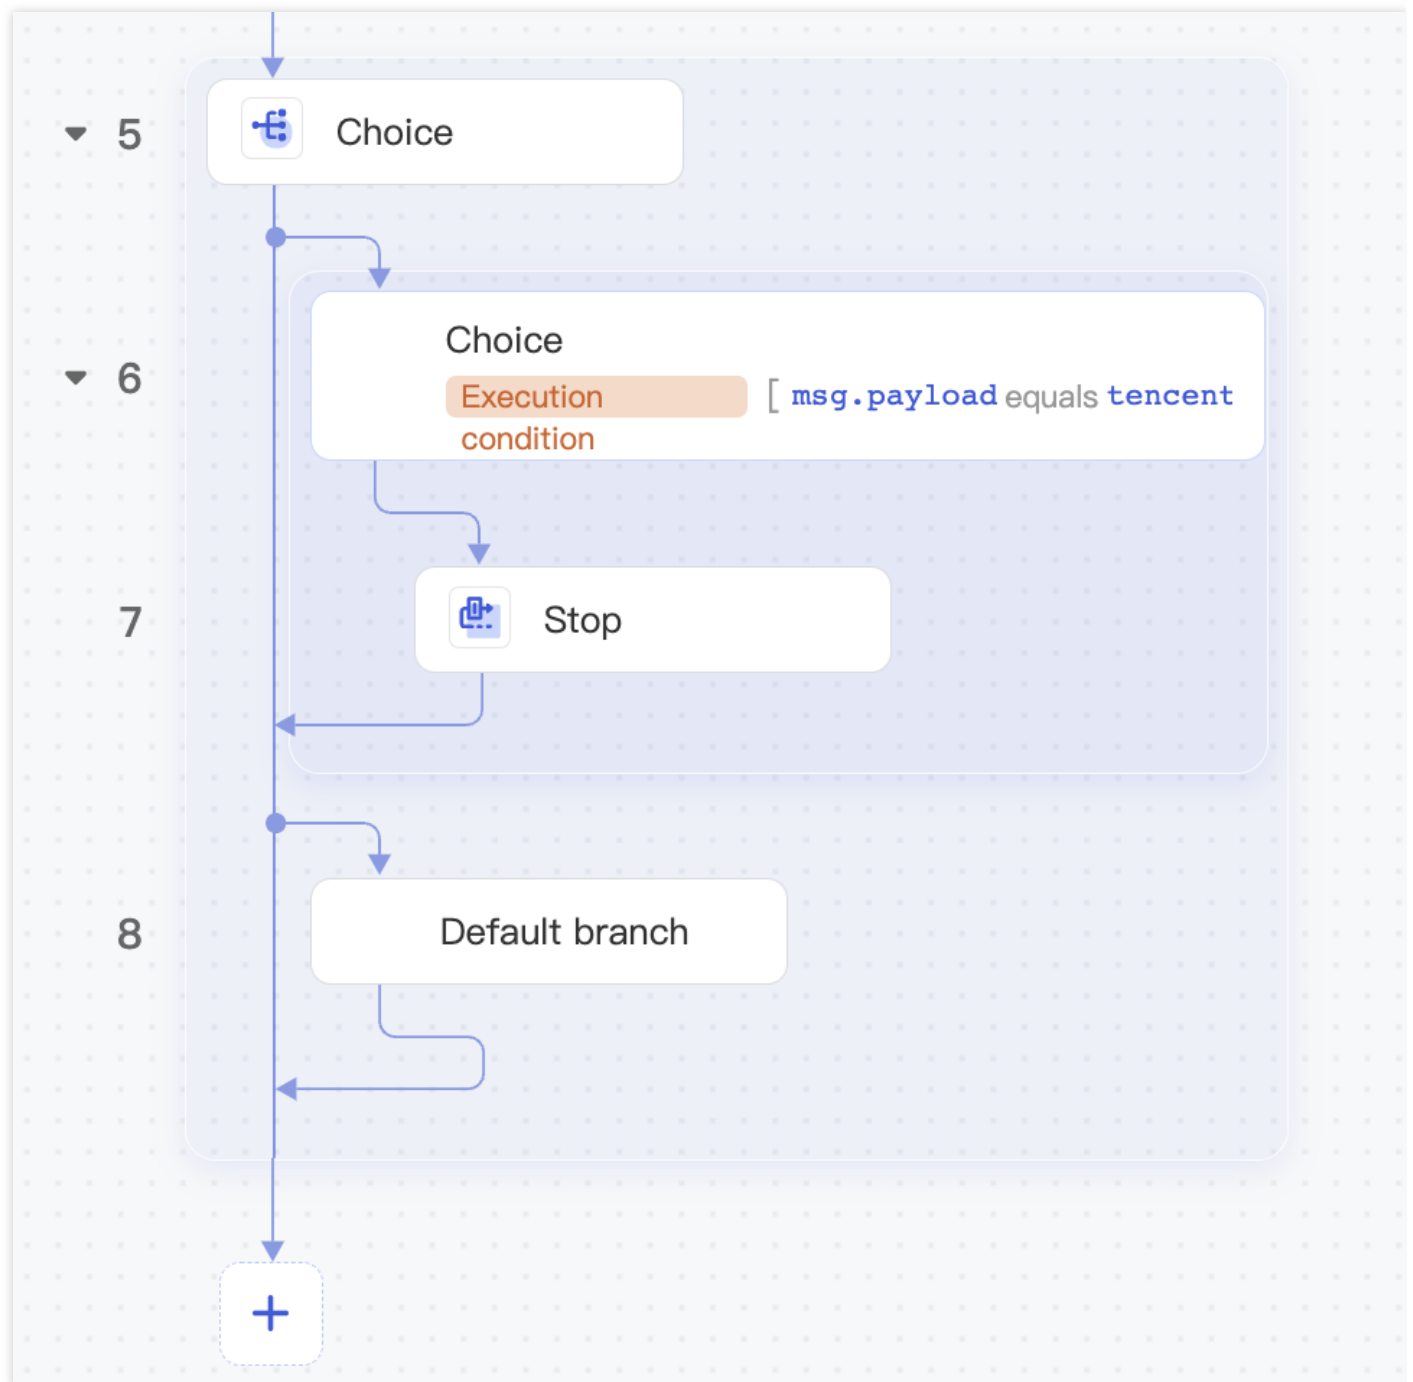 5 Choice
6 Choice
Execution condition [ msg.payload equals tencent
7 Stop
8 Default branch